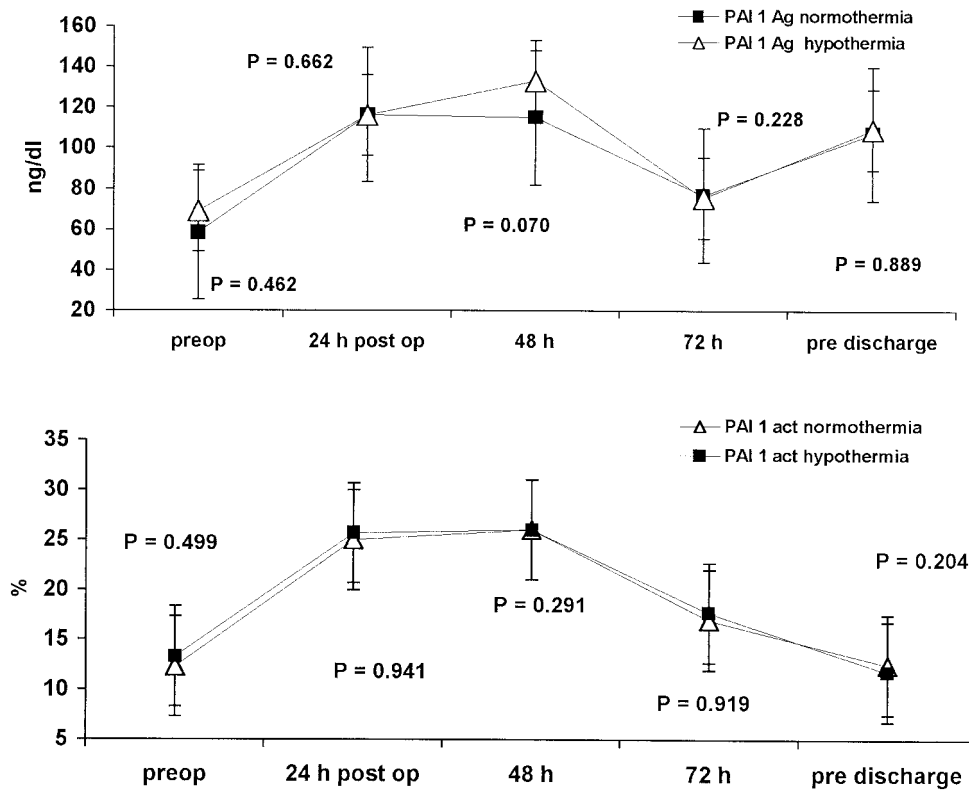 PAI 1 Ag normothermia
PAI 1 Ag hypothermia
160
140
120
100
80
60
40
20
ng/dl
P = 0.662
P = 0.228
P = 0.070
P = 0.462
P = 0.889
preop 24 h post op 48 h 72 h pre discharge
PAI 1 act normothermia
PAI 1 act hypothermia
35
30
25
20
15
10
5
%
P = 0.499
P = 0.204
P = 0.291
P = 0.941
P = 0.919
preop 24 h post op 48 h 72 h pre discharge